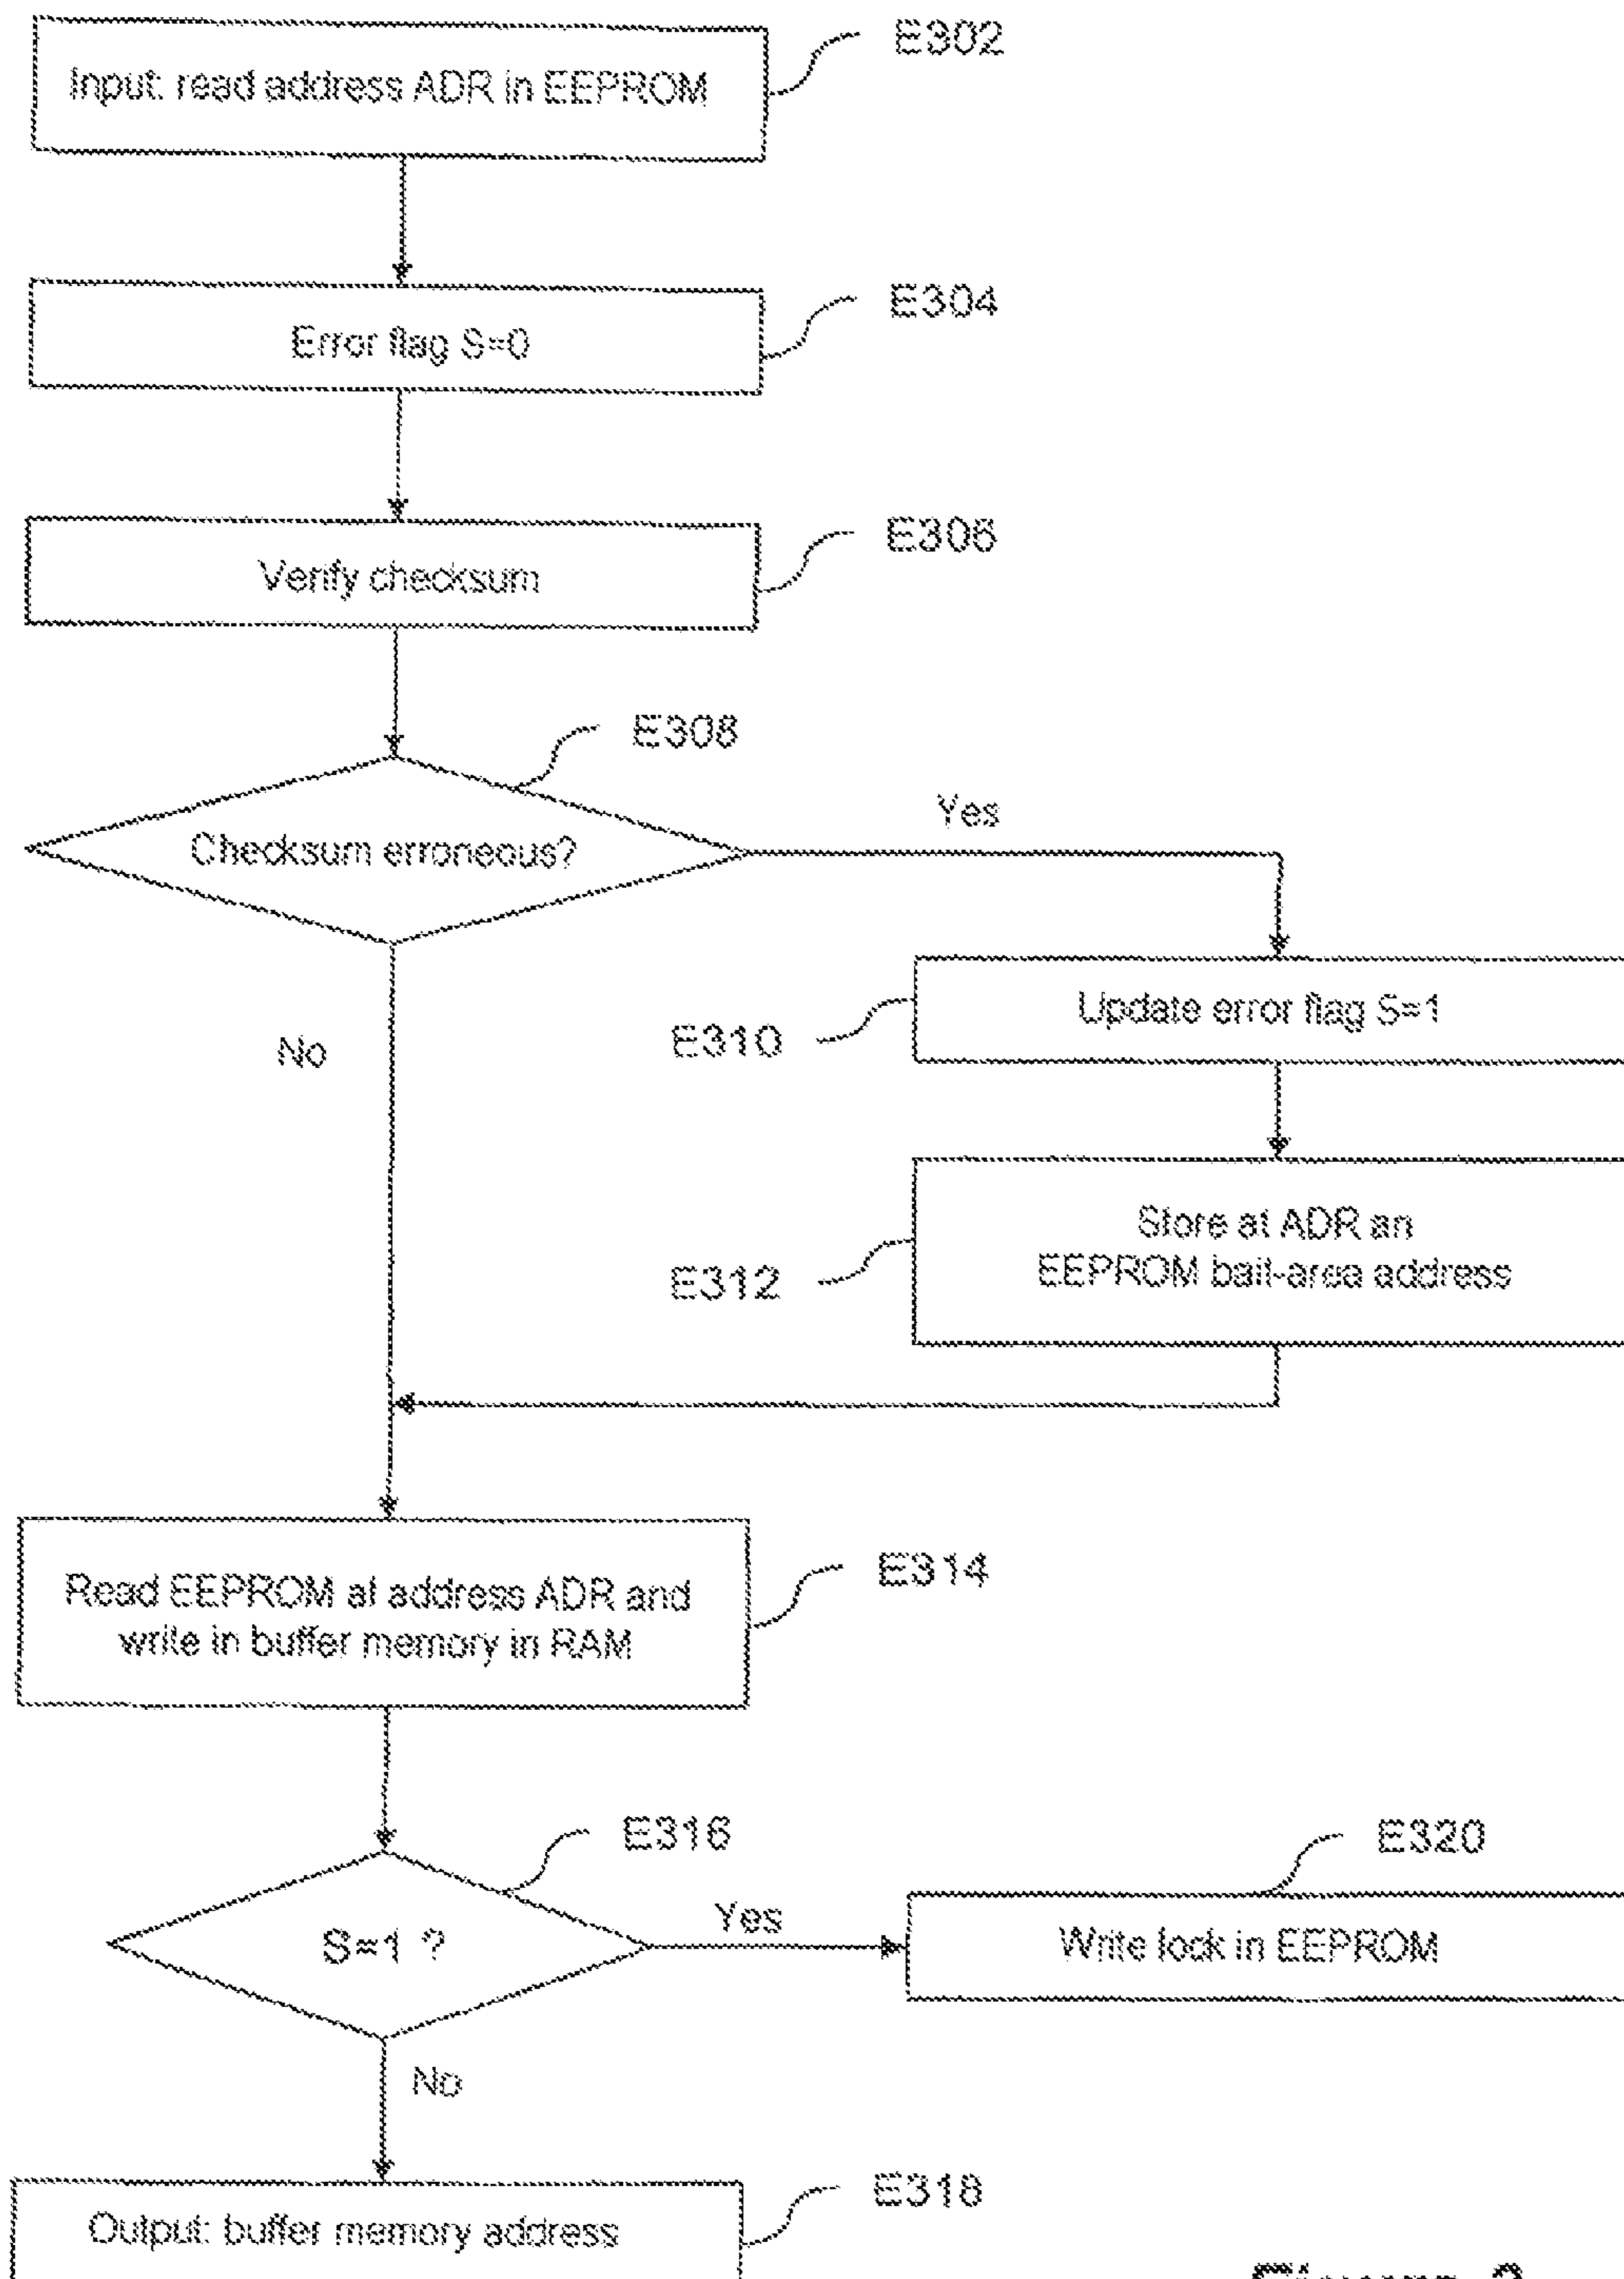 Input: read address ADR in EEPROM
E302
Error flag S=0
E304
Verify checksum
E306
E308
Checksum erroneous?
Yes
No
Update error flag S=1
E310
Store at ADR an
EEPROM bait-area address
E312
Read EEPROM at address ADR and
write in buffer memory in RAM
E314
E316
S=1 ?
Yes
E320
Write lock in EEPROM
No
Output: buffer memory address
E318